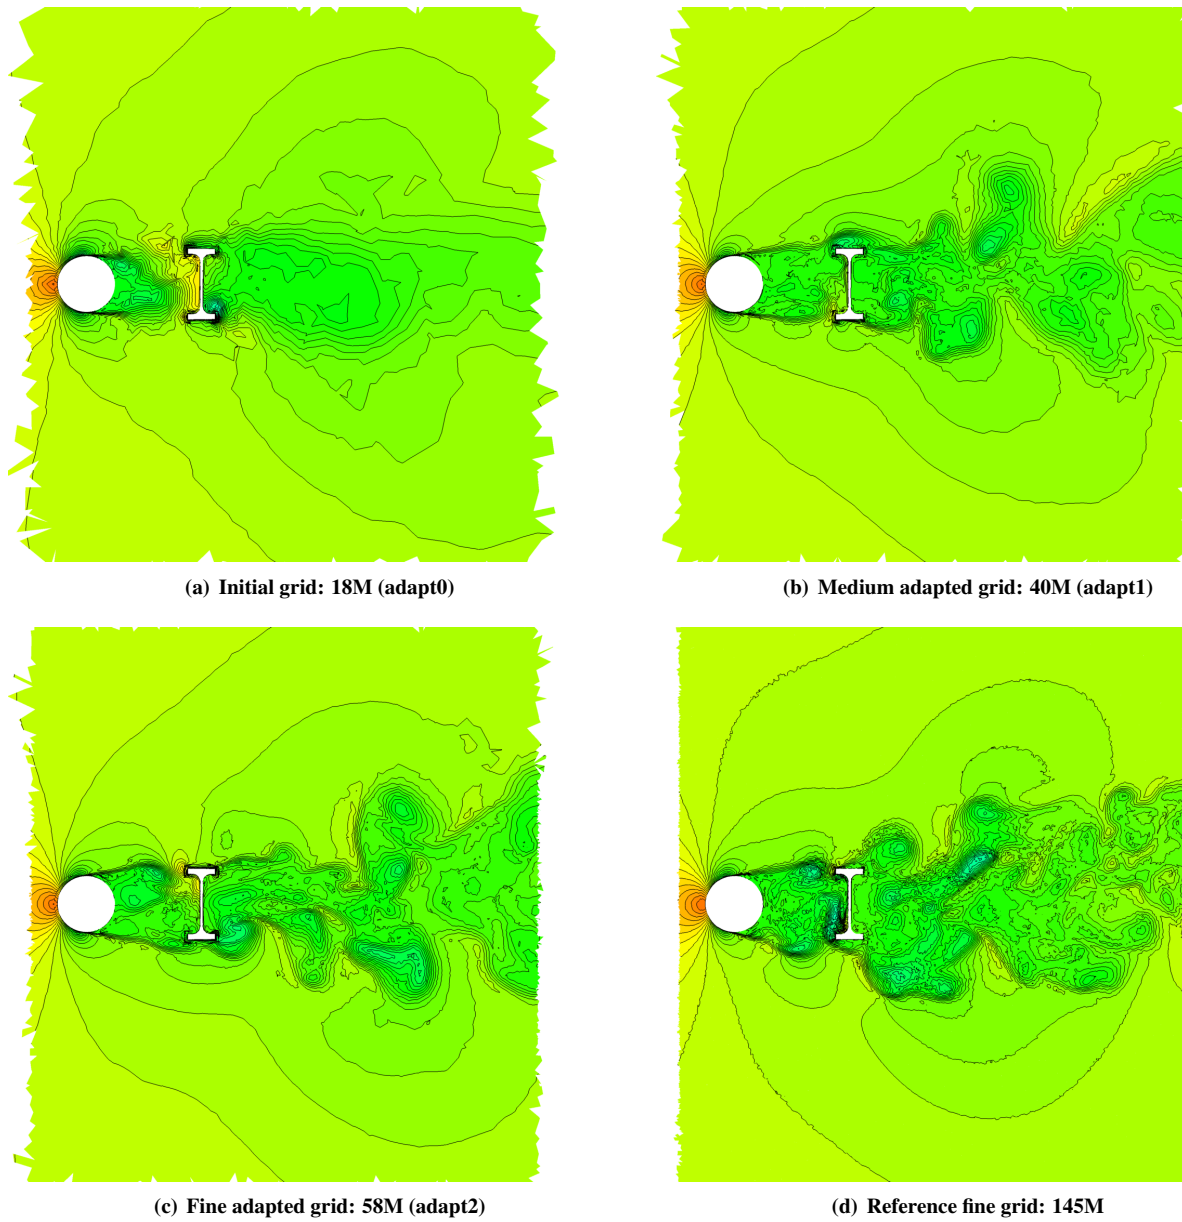 (a) Initial grid: 18M (adapt0)
(b) Medium adapted grid: 40M (adapt1)
(c) Fine adapted grid: 58M (adapt2)
(d) Reference fine grid: 145M